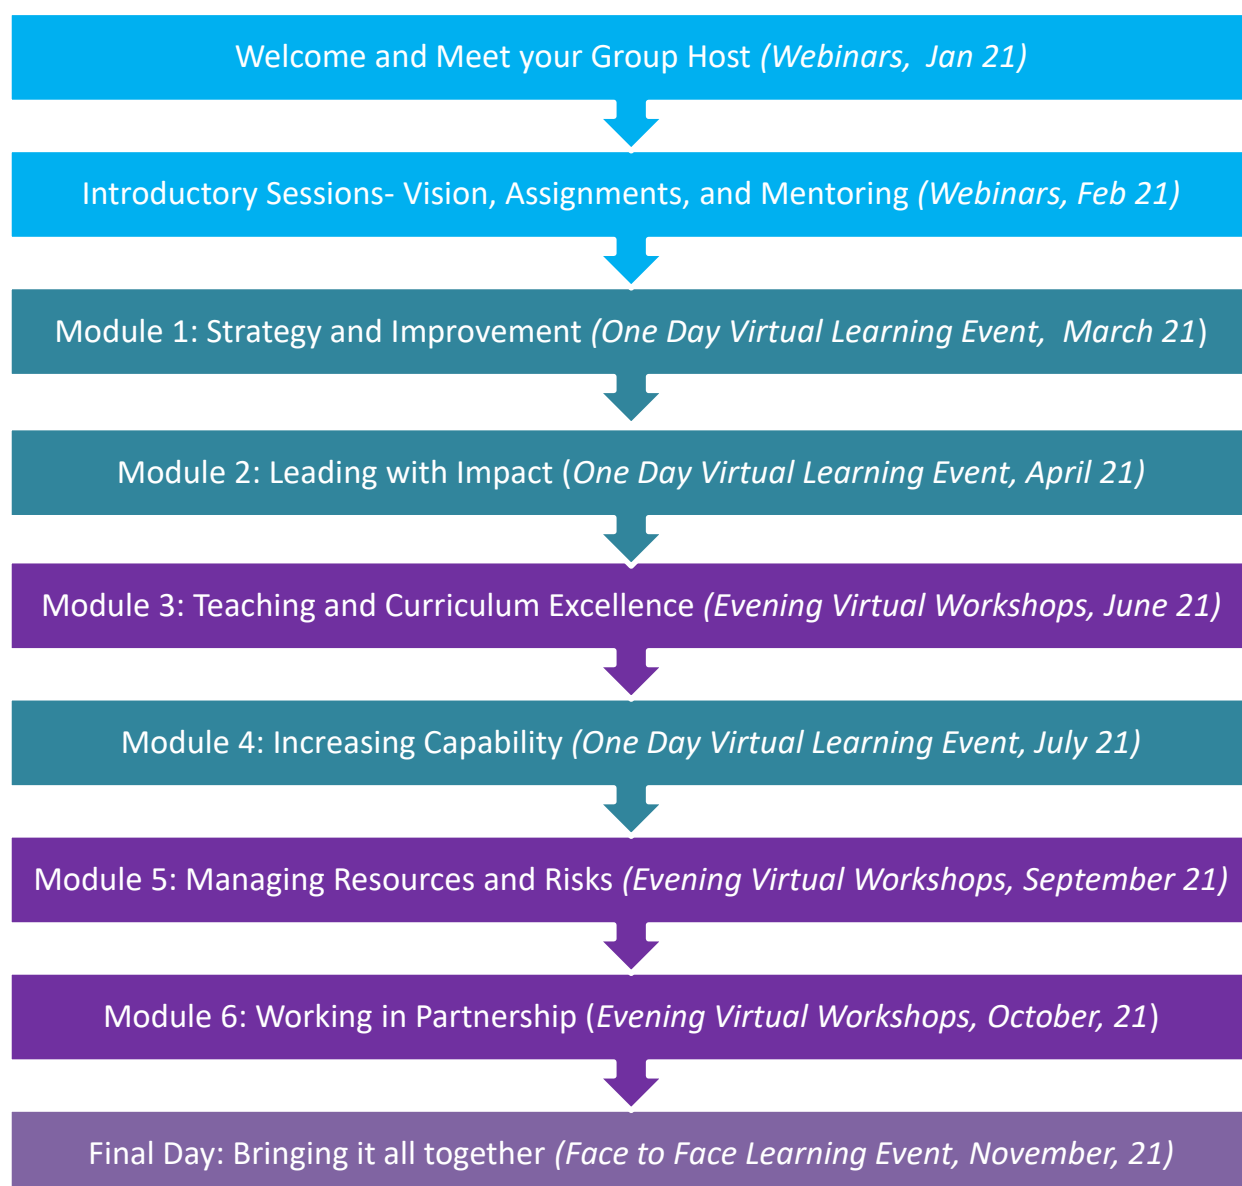 Welcome and Meet your Group Host (Webinars, Jan 21)
Introductory Sessions- Vision, Assignments, and Mentoring (Webinars, Feb 21)
Module 1: Strategy and Improvement (One Day Virtual Learning Event, March 21)
Module 2: Leading with Impact (One Day Virtual Learning Event, April 21)
Module 3: Teaching and Curriculum Excellence (Evening Virtual Workshops, June 21)
Module 4: Increasing Capability (One Day Virtual Learning Event, July 21)
Module 5: Managing Resources and Risks (Evening Virtual Workshops, September 21)
Module 6: Working in Partnership (Evening Virtual Workshops, October, 21)
Final Day: Bringing it all together (Face to Face Learning Event, November, 21)